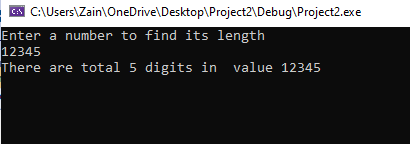 C:\Users\Zain\OneDrive\Desktop\Project2\Debug\Project2.exe
Enter a number to find its length
12345
There are total 5 digits in  value 12345